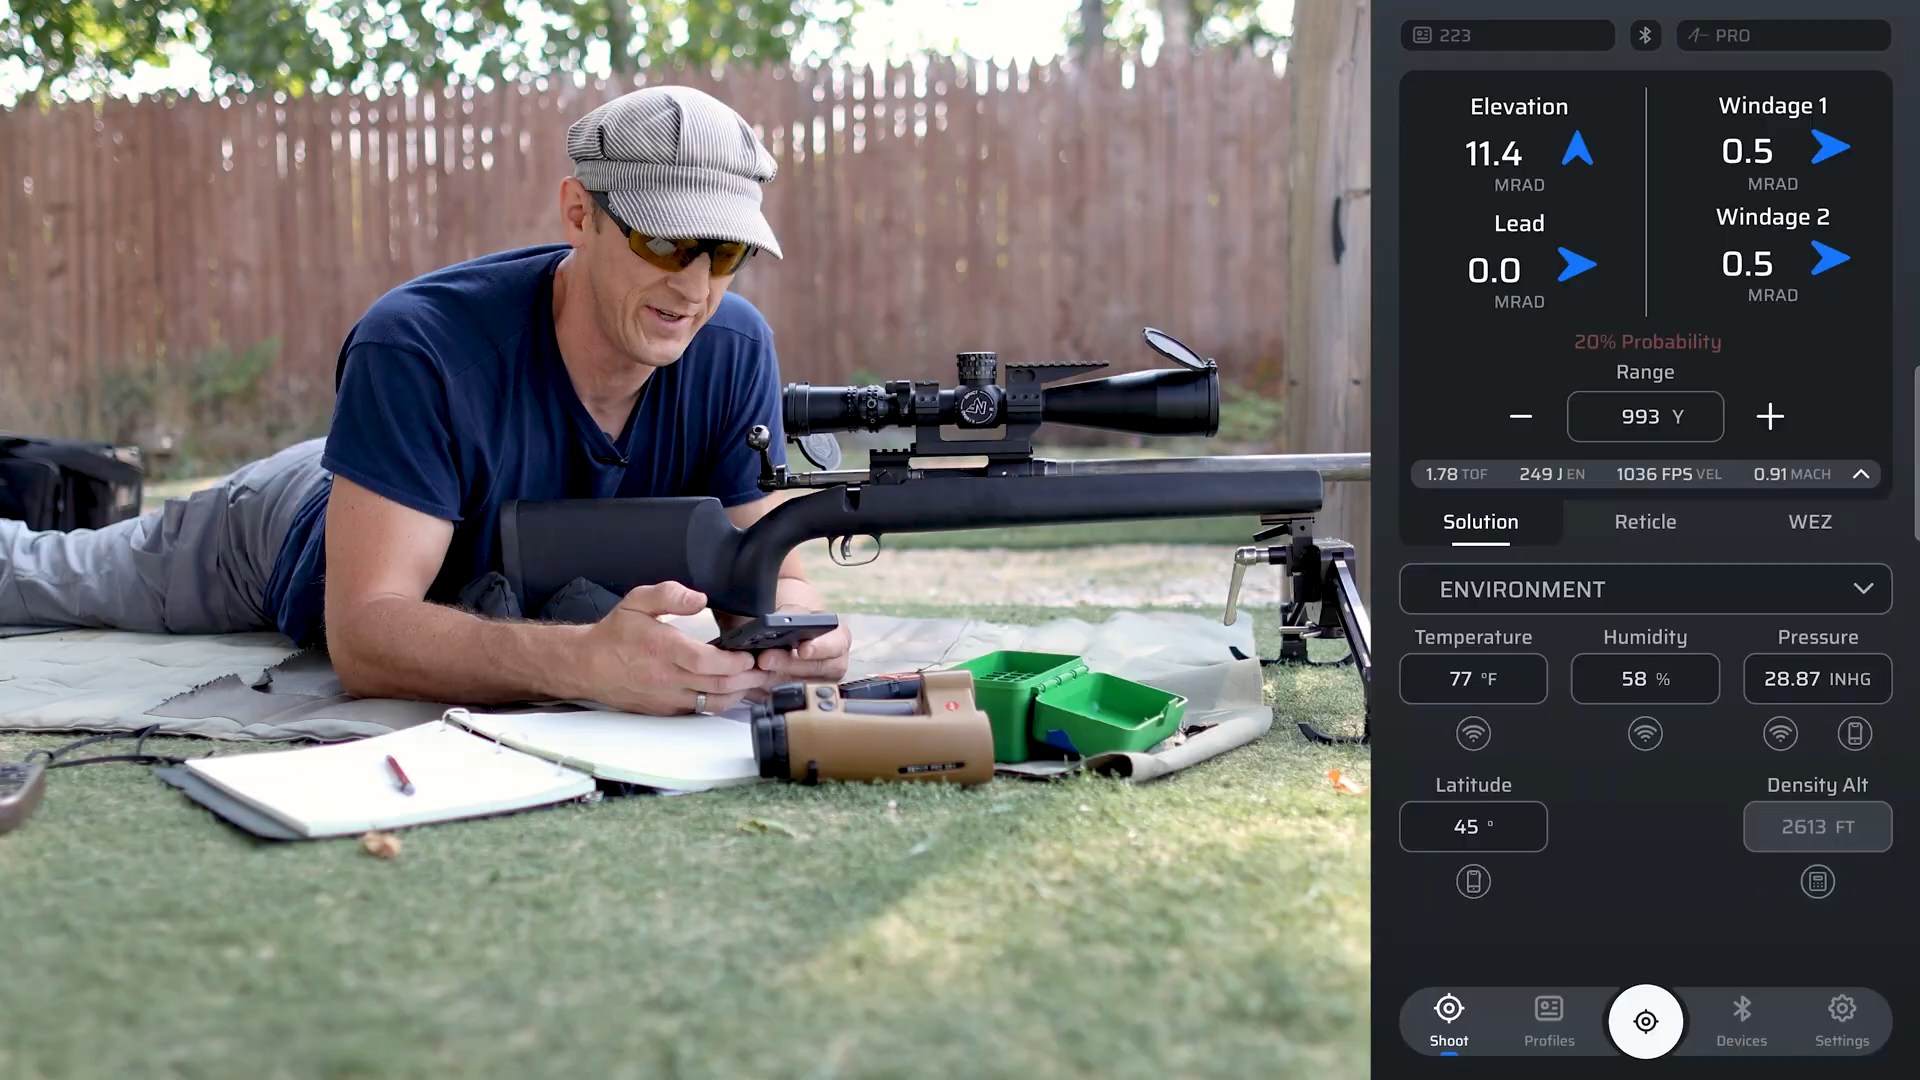 223
PRO
Elevation
11.4
MRAD
Lead
0.0
MRAD
Windage 1
0.5
MRAD
Windage 2
0.5
MRAD
20% Probability
Range
993 Y
1.78 TOF 249 J EN 1036 FPS VEL 0.91 MACH
Solution Reticle WEZ
ENVIRONMENT
Temperature Humidity Pressure
77 °F 58 % 28.87 INHG
Latitude Density Alt
45 ° 2613 FT
Shoot Profiles Devices Settings